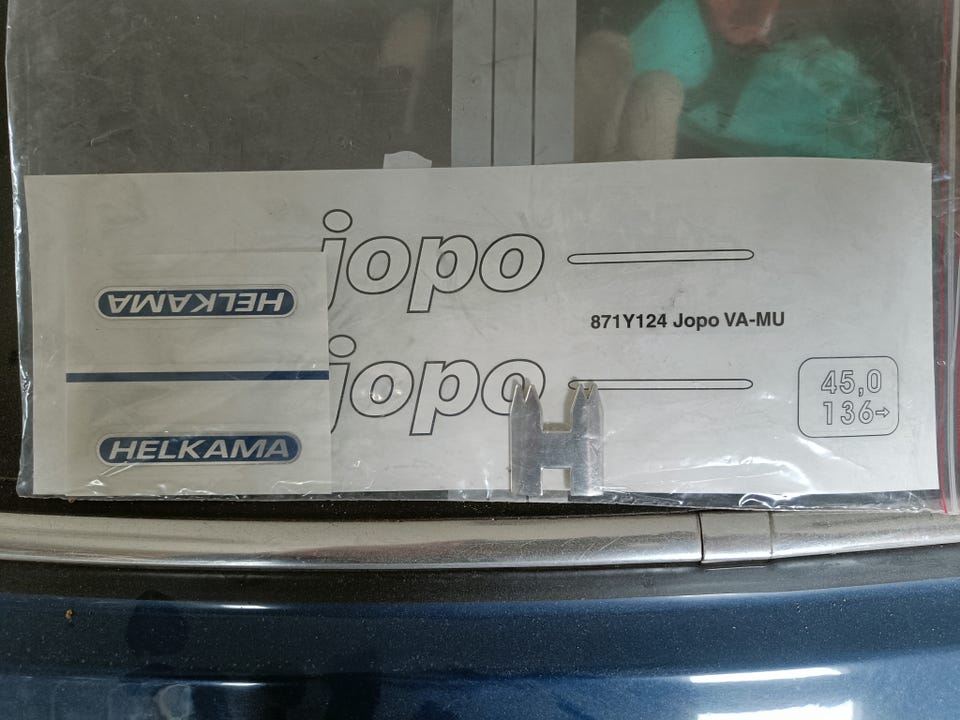 jopo
HELKAMA
871Y124 Jopo VA-MU
jopo
45,0
136→
HELKAMA
H